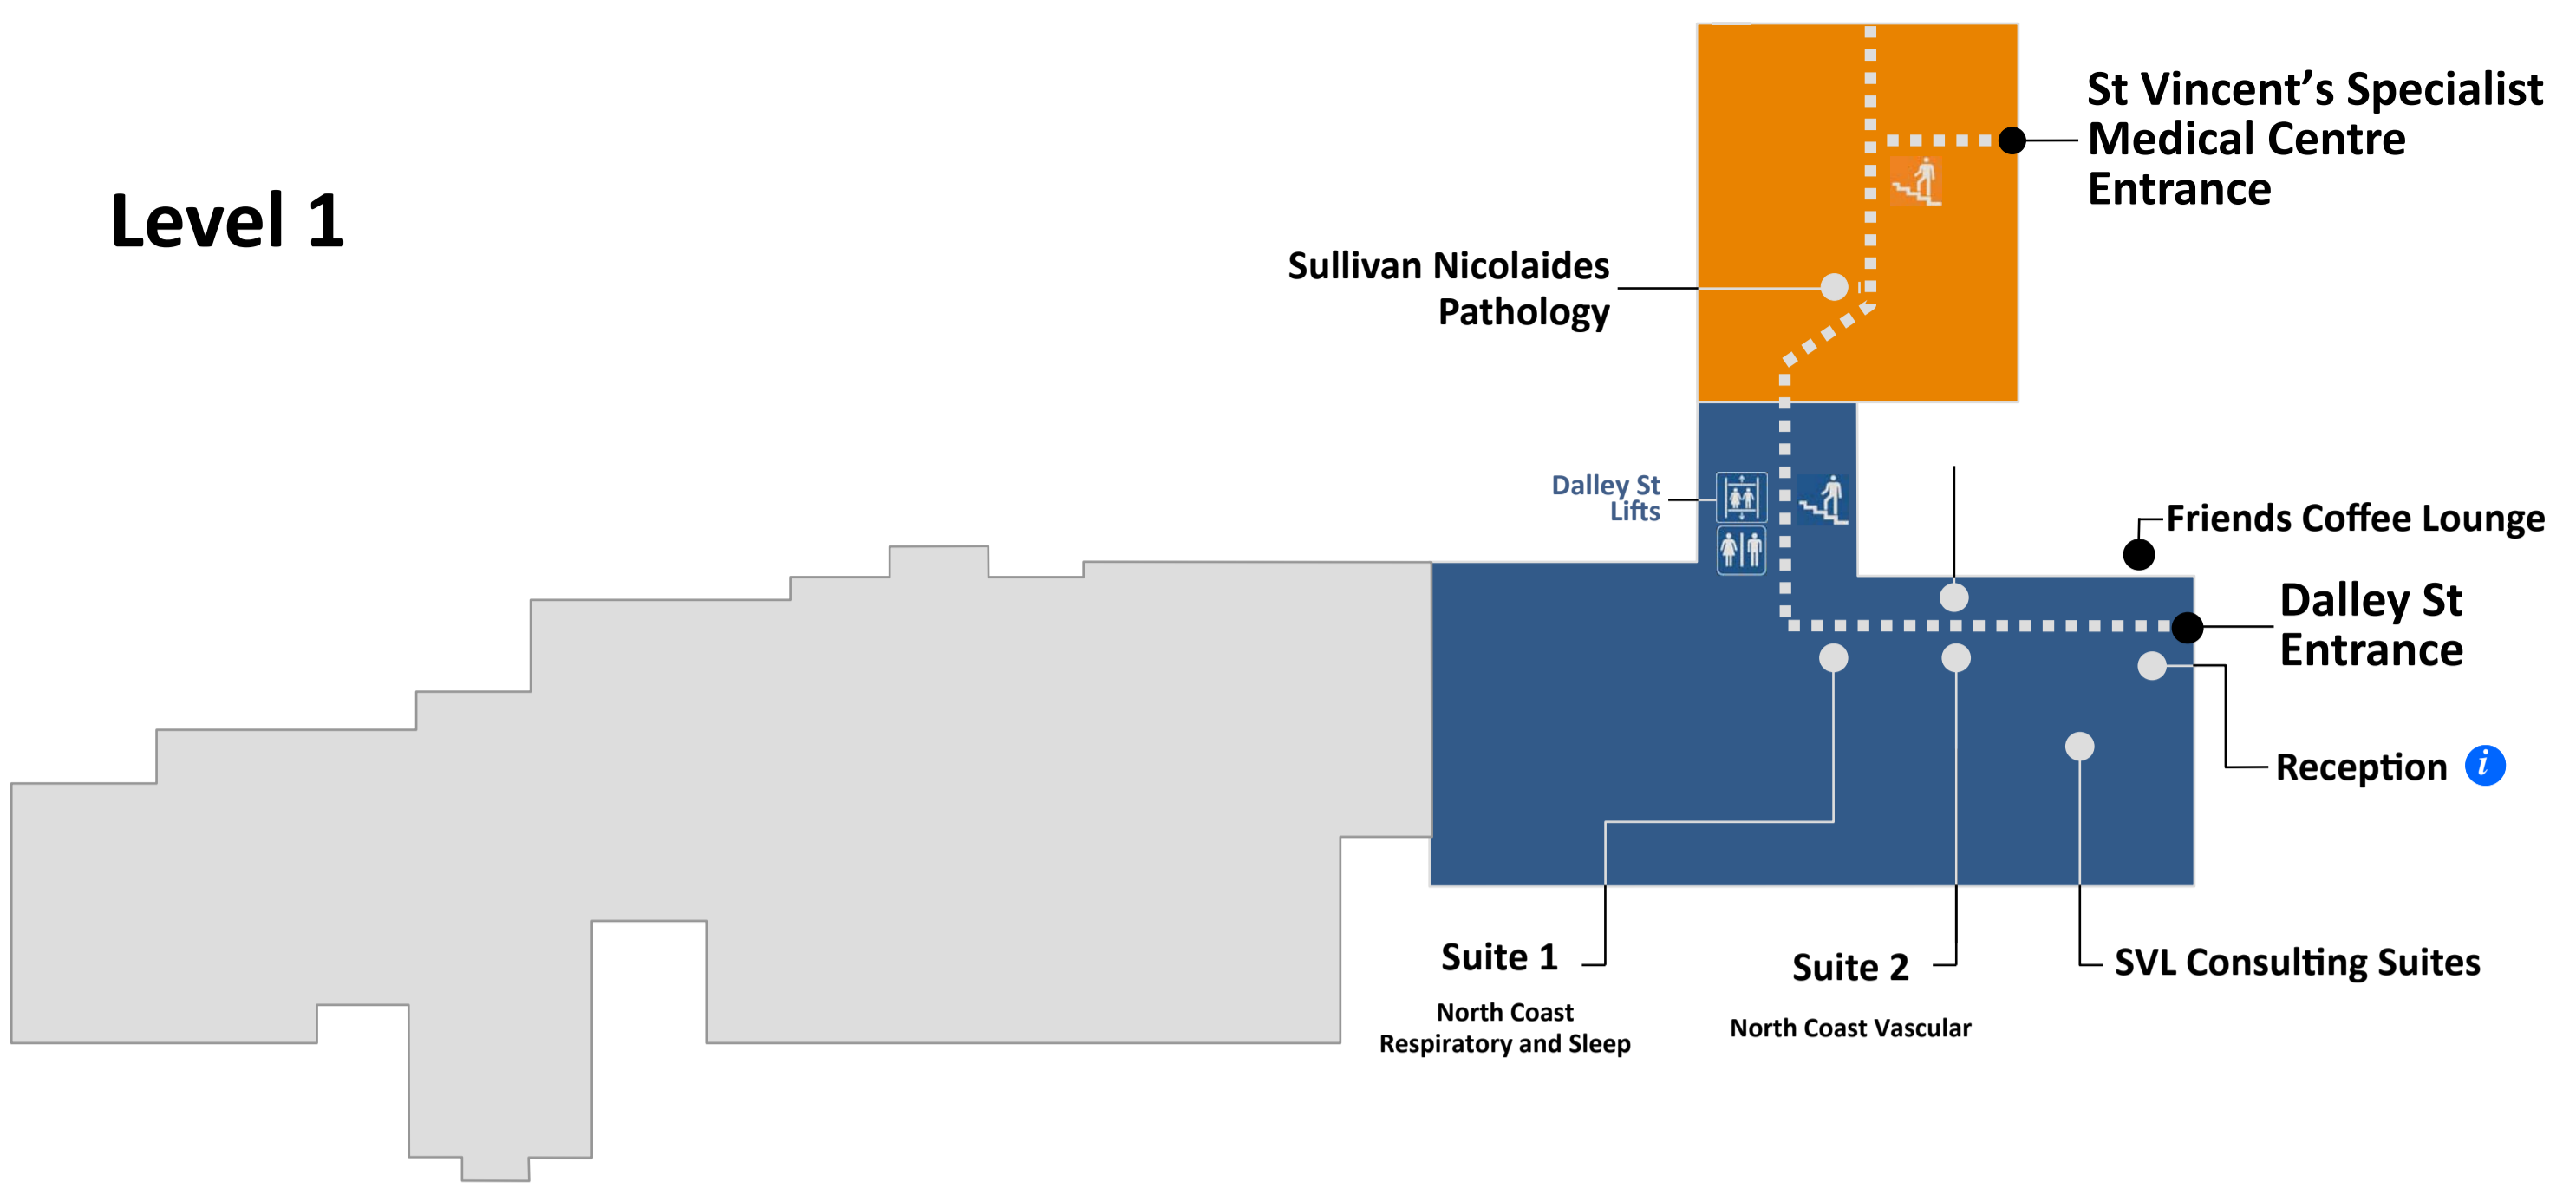 St Vincent’s Specialist
Medical Centre
Entrance
Level 1
Sullivan Nicolaides
Pathology
Dalley St
Lifts
Friends Coffee Lounge
Dalley St
Entrance
Reception i
Suite 1
North Coast
Respiratory and Sleep
Suite 2
North Coast Vascular
SVL Consulting Suites